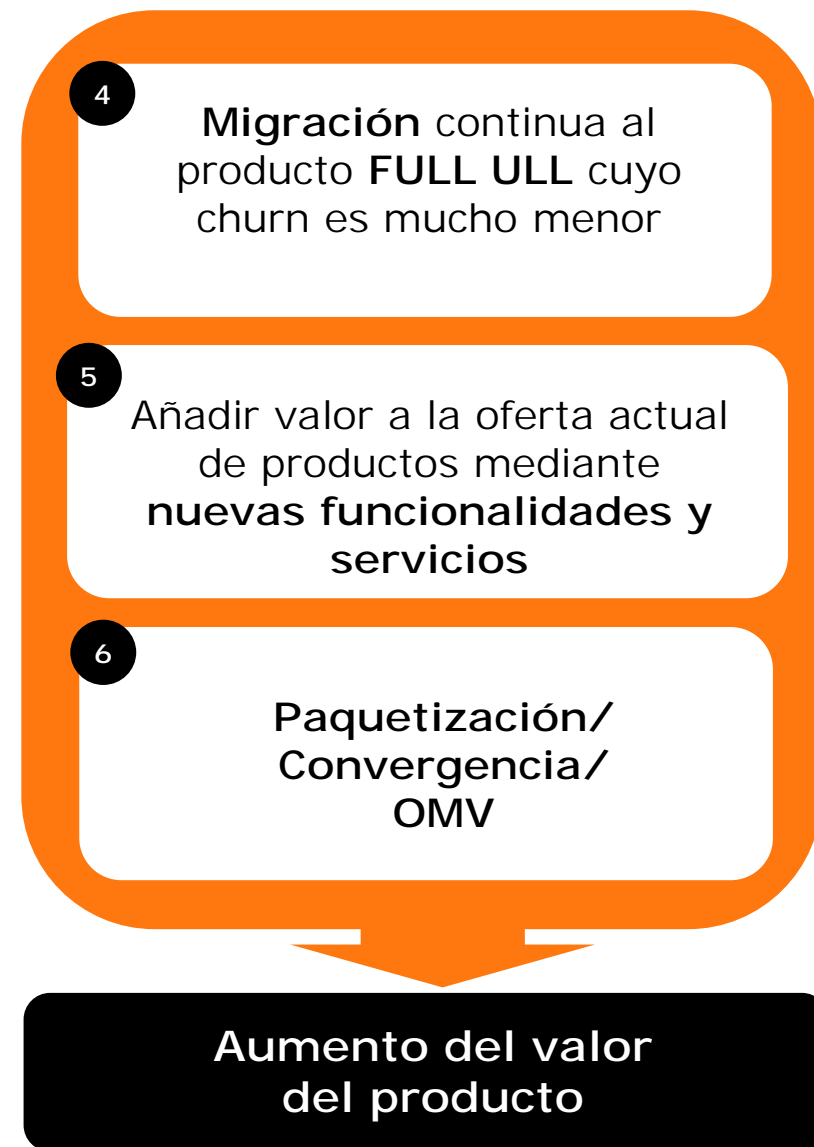 4
Migración continua al
producto FULL ULL cuyo
churn es mucho menor
5
Añadir valor a la oferta actual
de productos mediante
nuevas funcionalidades y
servicios
6
Paquetización/
Convergencia/
OMV
Aumento del valor
del producto